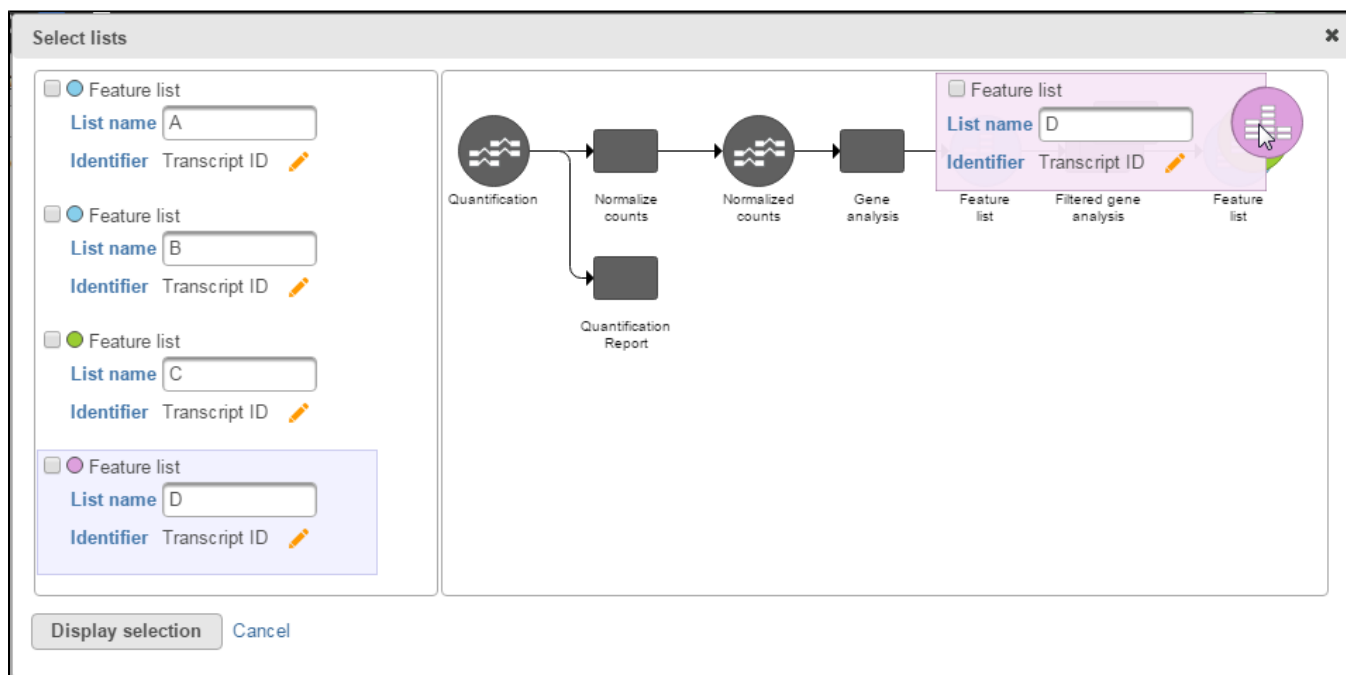 Select lists
Feature list
List name A
Identifier Transcript ID
Feature list
List name B
Identifier Transcript ID
Feature list
List name C
Identifier Transcript ID
Feature list
List name D
Identifier Transcript ID
Feature list
List name D
Identifier Transcript ID
Quantification
Normalize
counts
Normalized
counts
Gene
analysis
Feature
list
Filtered gene
analysis
Feature
list
Quantification
Report
Display selection Cancel